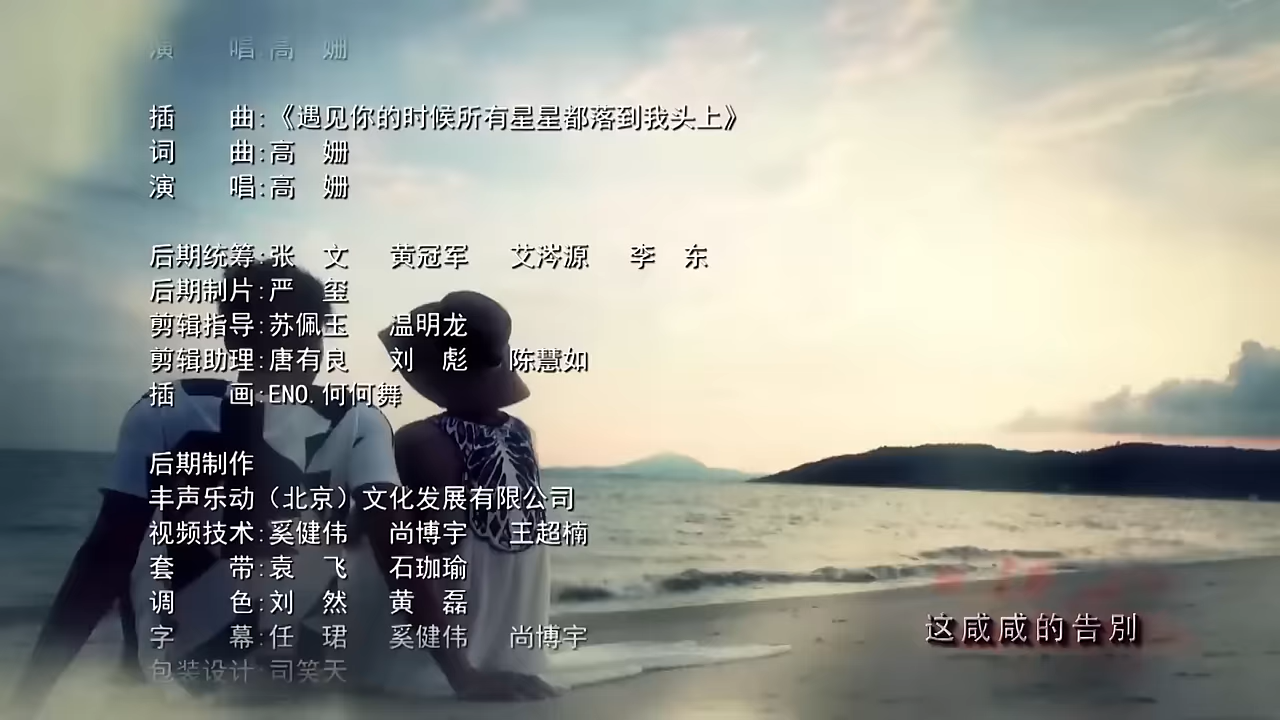 演 唱:高 姗
插 曲:《遇见你的时候所有星星都落到我头上》
词 曲:高 姗
演 唱:高 姗
后期统筹:张 文 黄冠军 艾涔源 李 东
后期制片:严 玺
剪辑指导:苏佩玉 温明龙
剪辑助理:唐有良 刘 彪 陈慧如
插 画:ENO.何何舞
后期制作
丰声乐动（北京）文化发展有限公司
视频技术:奚健伟 尚博宇 王超楠
套 带:袁 飞 石珈瑜
调 色:刘 然 黄 磊
字 幕:任 珺 奚健伟 尚博宇
包装设计:司笑天
这咸咸的告别